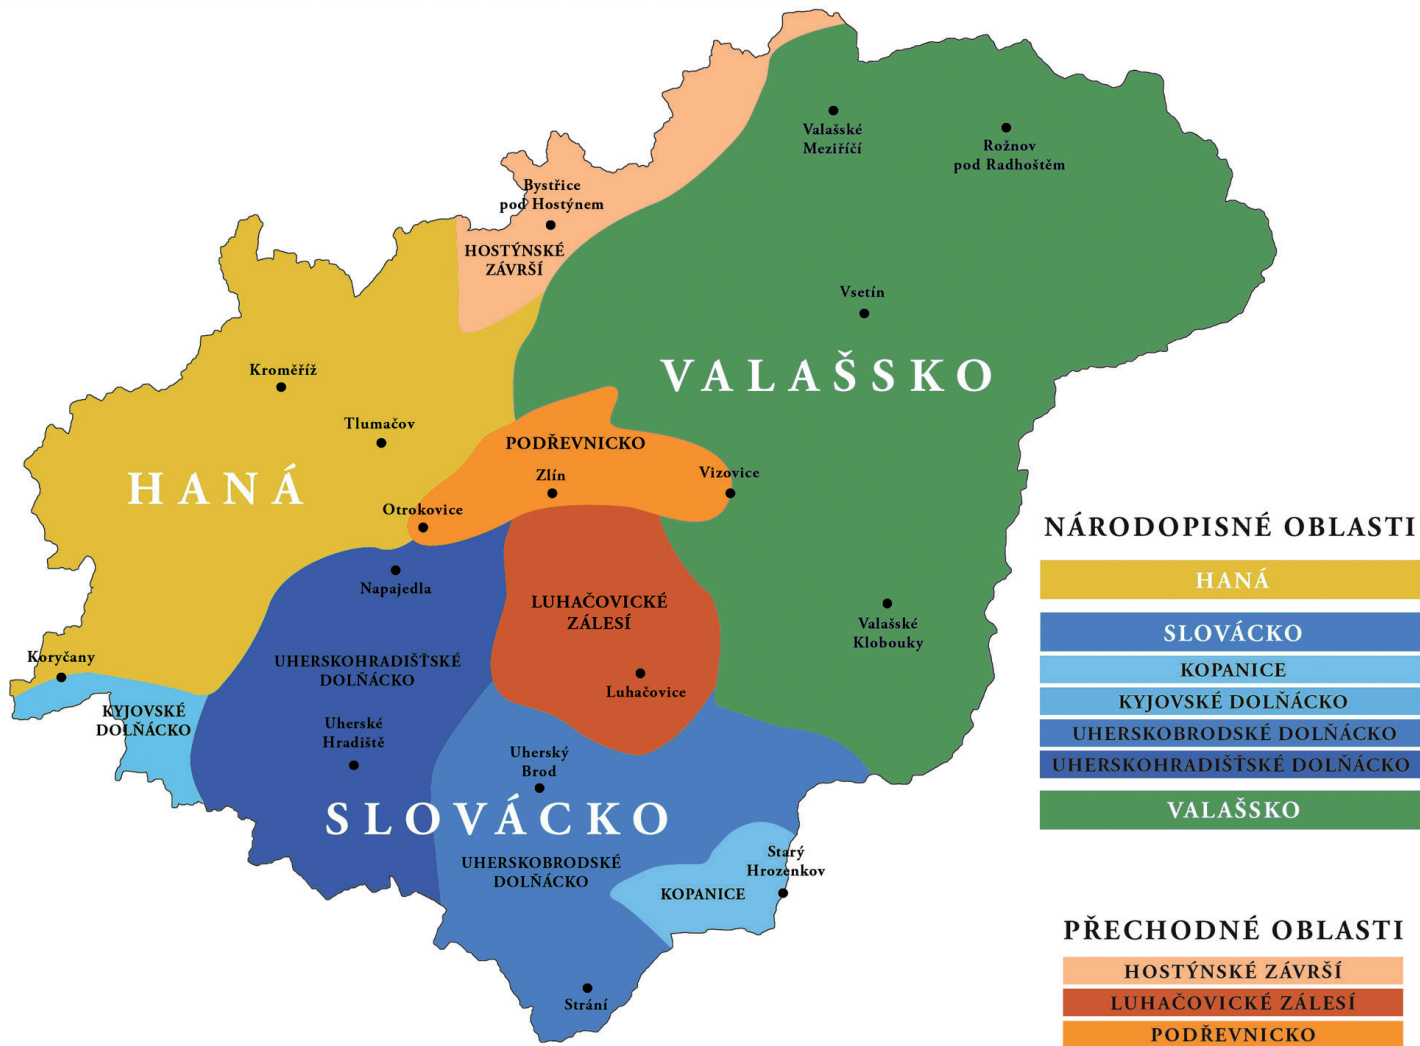 Valašské
Meziříčí
Rožnov
pod Radhoštěm
Bystřice
pod Hostýnem
HOSTÝNSKÉ
ZÁVRŠÍ
Vsetín
VALAŠSKO
Kroměříž
Tlumačov
HANÁ
PODŘEVNICKO
Zlín
Vizovice
Otrokovice
Napajedla
LUHAČOVICKÉ
ZÁLESÍ
Luhačovice
Valašské
Klobouky
Koryčany
KYJOVSKÉ
DOLŇÁCKO
UHERSKOHRADIŠŤSKÉ
DOLŇÁCKO
Uherské
Hradiště
Uherský
Brod
SLOVÁCKO
UHERSKOBRODSKÉ
DOLŇÁCKO
Starý
Hrozenkov
KOPANICE
Strání
NÁRODOPISNÉ OBLASTI
HANÁ
SLOVÁCKO
KOPANICE
KYJOVSKÉ DOLŇÁCKO
UHERSKOBRODSKÉ DOLŇÁCKO
UHERSKOHRADIŠŤSKÉ DOLŇÁCKO
VALAŠSKO
PŘECHODNÉ OBLASTI
HOSTÝNSKÉ ZÁVRŠÍ
LUHAČOVICKÉ ZÁLESÍ
PODŘEVNICKO